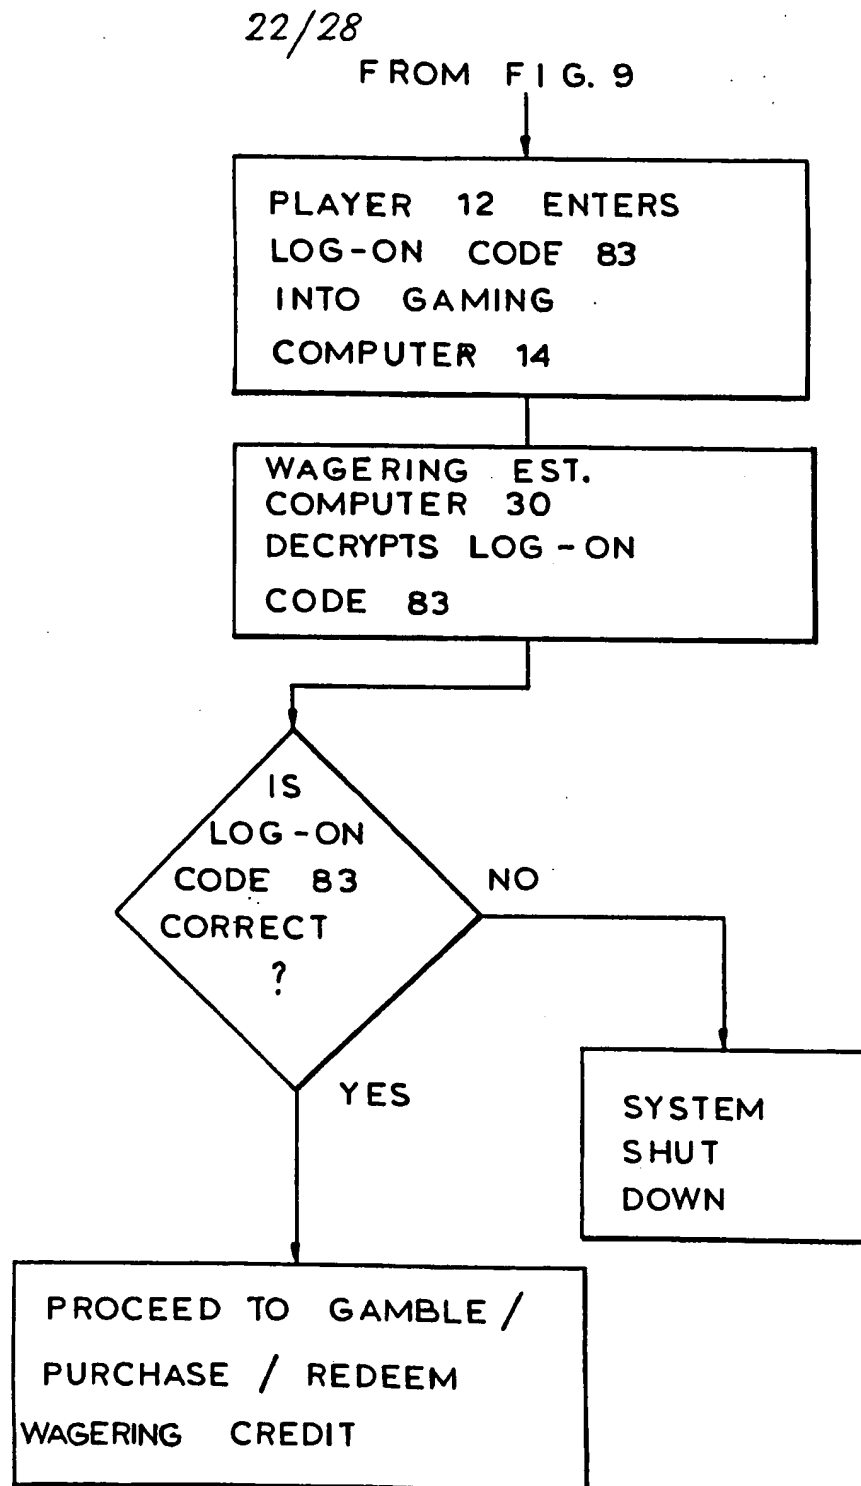 22/28
FROM FIG. 9
PLAYER 12 ENTERS
LOG-ON CODE 83
INTO GAMING
COMPUTER 14
WAGERING EST.
COMPUTER 30
DECRYPTS LOG-ON
CODE 83
IS
LOG-ON
CODE 83
CORRECT
?
NO
YES
SYSTEM
SHUT
DOWN
PROCEED TO GAMBLE /
PURCHASE / REDEEM
WAGERING CREDIT